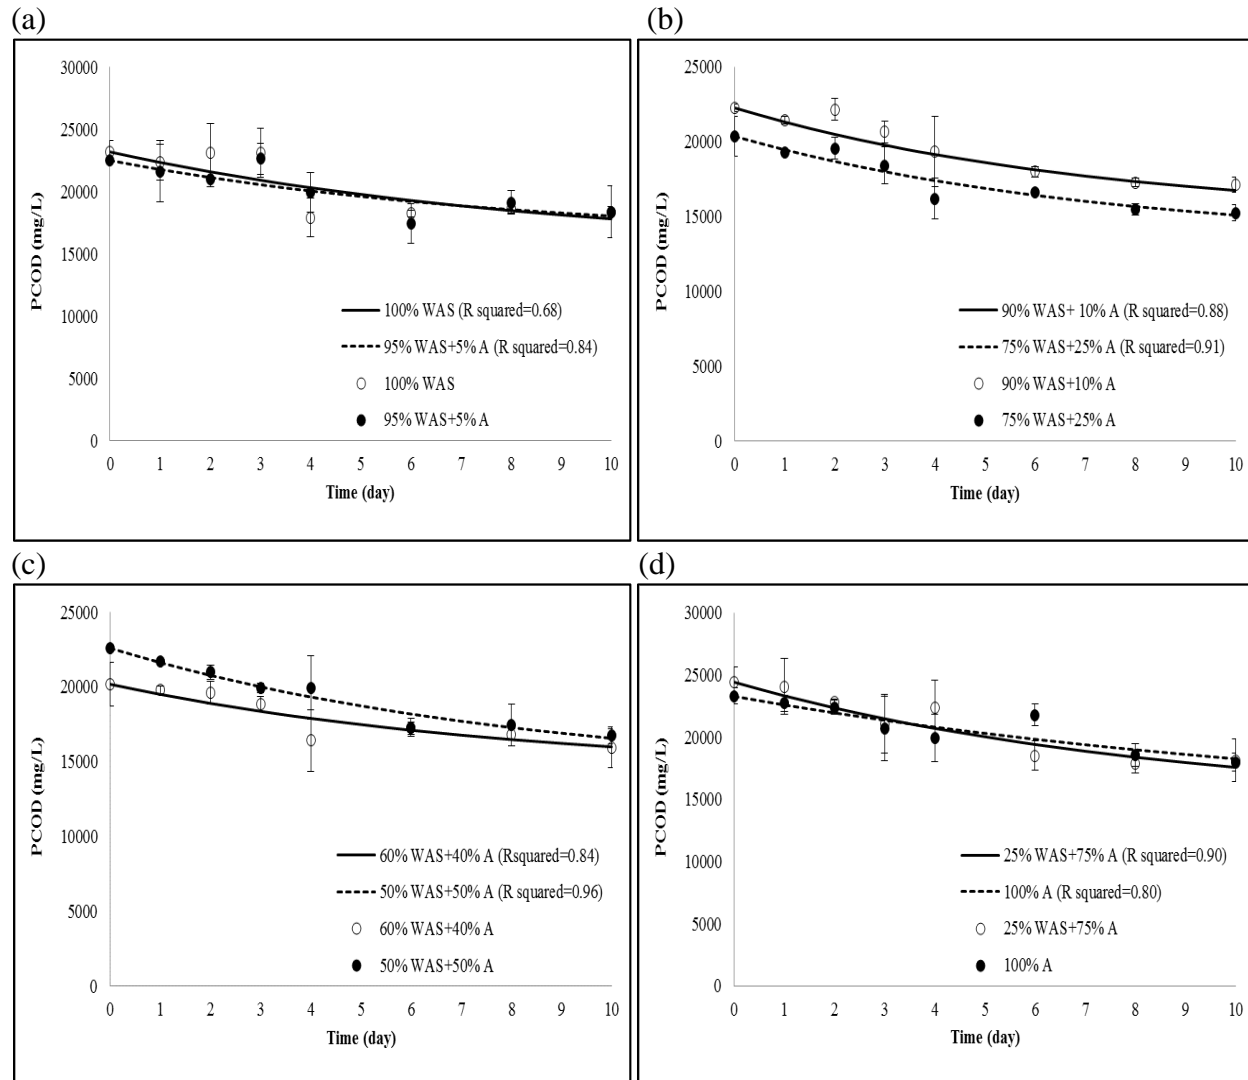 (a)
30000
25000
20000
15000
10000
5000
0
PCOD (mg/L)
100% WAS (R squared=0.68)
95% WAS+5% A (R squared=0.84)
100% WAS
95% WAS+5% A
0 1 2 3 4 5 6 7 8 9 10
Time (day)
(b)
25000
20000
15000
10000
5000
0
PCOD (mg/L)
90% WAS+ 10% A (R squared=0.88)
75% WAS+25% A (R squared=0.91)
90% WAS+10% A
75% WAS+25% A
0 1 2 3 4 5 6 7 8 9 10
Time (day)
(c)
25000
20000
15000
10000
5000
0
PCOD (mg/L)
60% WAS+40% A (Rsquared=0.84)
50% WAS+50% A (R squared=0.96)
60% WAS+40% A
50% WAS+50% A
0 1 2 3 4 5 6 7 8 9 10
Time (day)
(d)
30000
25000
20000
15000
10000
5000
0
PCOD (mg/L)
25% WAS+75% A (R squared=0.90)
100% A (R squared=0.80)
25% WAS+75% A
100% A
0 1 2 3 4 5 6 7 8 9 10
Time (day)